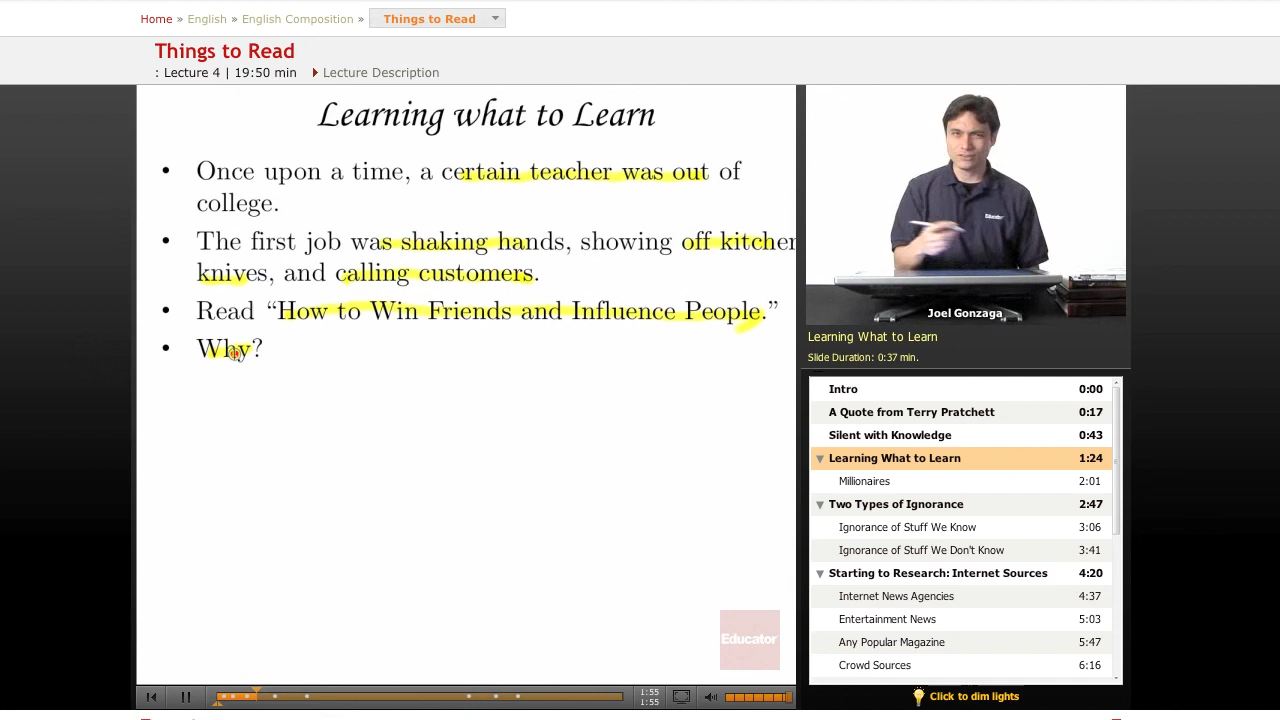 Home » English » English Composition » Things to Read
Things to Read
: Lecture 4 | 19:50 min Lecture Description
Learning what to Learn
• Once upon a time, a certain teacher was out of
college.
• The first job was shaking hands, showing off kitchen
knives, and calling customers.
• Read “How to Win Friends and Influence People.”
• Why?
Educator
1:55
1:55
Educator
Joel Gonzaga
Learning What to Learn
Slide Duration: 0:37 min.
Intro 0:00
A Quote from Terry Pratchett 0:17
Silent with Knowledge 0:43
Learning What to Learn 1:24
Millionaires 2:01
Two Types of Ignorance 2:47
Ignorance of Stuff We Know 3:06
Ignorance of Stuff We Don't Know 3:41
Starting to Research: Internet Sources 4:20
Internet News Agencies 4:37
Entertainment News 5:03
Any Popular Magazine 5:47
Crowd Sources 6:16
Click to dim lights